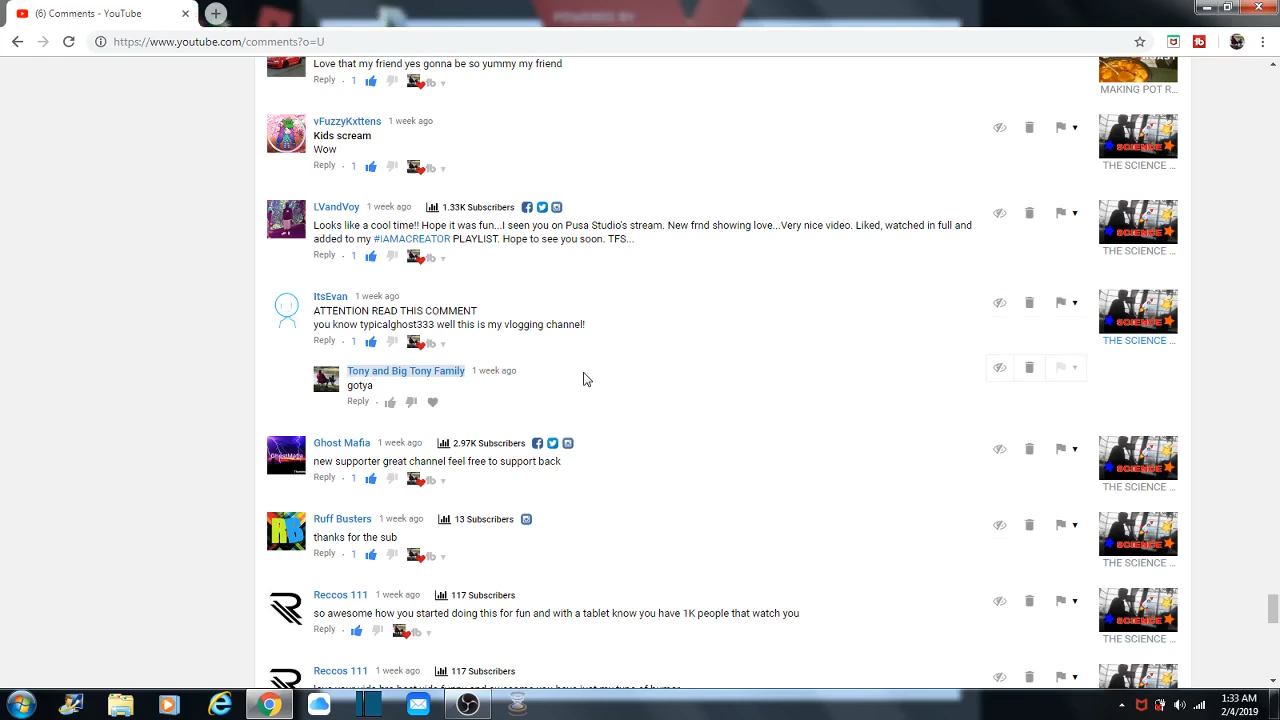 POWERED BY
(6) Comments - YouTube
https://www.youtube.com/comments?o=U
Love that my friend yes gonna be so yummy my friend
Reply · 1
MAKING POT R...
vFuzzyKxttens 1 week ago
Kids scream
Wow
Reply · 1
SCIENCE
THE SCIENCE ...
LVandVoy 1 week ago 1.33K Subscribers
Looks like a cool time!! Hope it was fun...I seen you on Pusa Studio's stream. New frnd showing love...Very nice video. Liked, watched in full and
added to my #IAMACREATOR PLAYLIST. Hope to see you soon. TFS...
Reply · 1
SCIENCE
THE SCIENCE ...
ItsEvan 1 week ago
ATTENTION READ THIS COMMENT
you know typicalghost363 well this is my vlogging channel!
Reply · 1
SCIENCE
THE SCIENCE ...
Tony and Big Tony Family 1 week ago
gotya
Reply ·
Ghost Mafia 1 week ago 2.97K Subscribers
new supporter great channel feel free to support back
Reply · 1
SCIENCE
THE SCIENCE ...
Ruff Busters 1 week ago 13 Subscribers
thanks for the sub
Reply · 1
SCIENCE
THE SCIENCE ...
Reccos 111 1 week ago 117 Subscribers
so awesome how you started doing this for fun and with a tablet know you have 1K people that watch you
Reply ·
SCIENCE
THE SCIENCE ...
Reccos 111 1 week ago 117 Subscribers
1:33 AM
2/4/2019